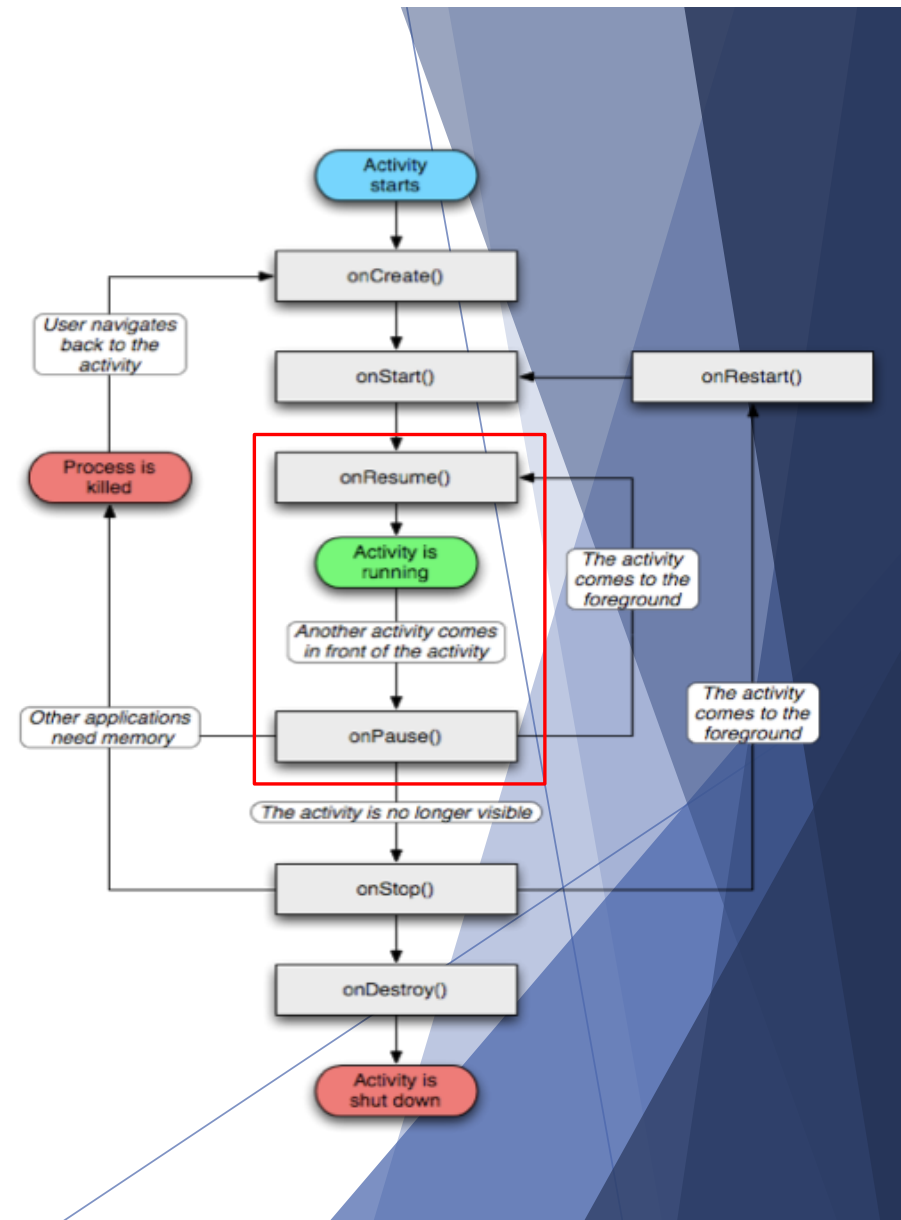 Activity
starts
onCreate()
User navigates
back to the
activity
onStart()
onRestart()
Process is
killed
onResume()
Activity is
running
The activity
comes to the
foreground
Another activity comes
in front of the activity
Other applications
need memory
onPause()
The activity
comes to the
foreground
The activity is no longer visible
onStop()
onDestroy()
Activity is
shut down